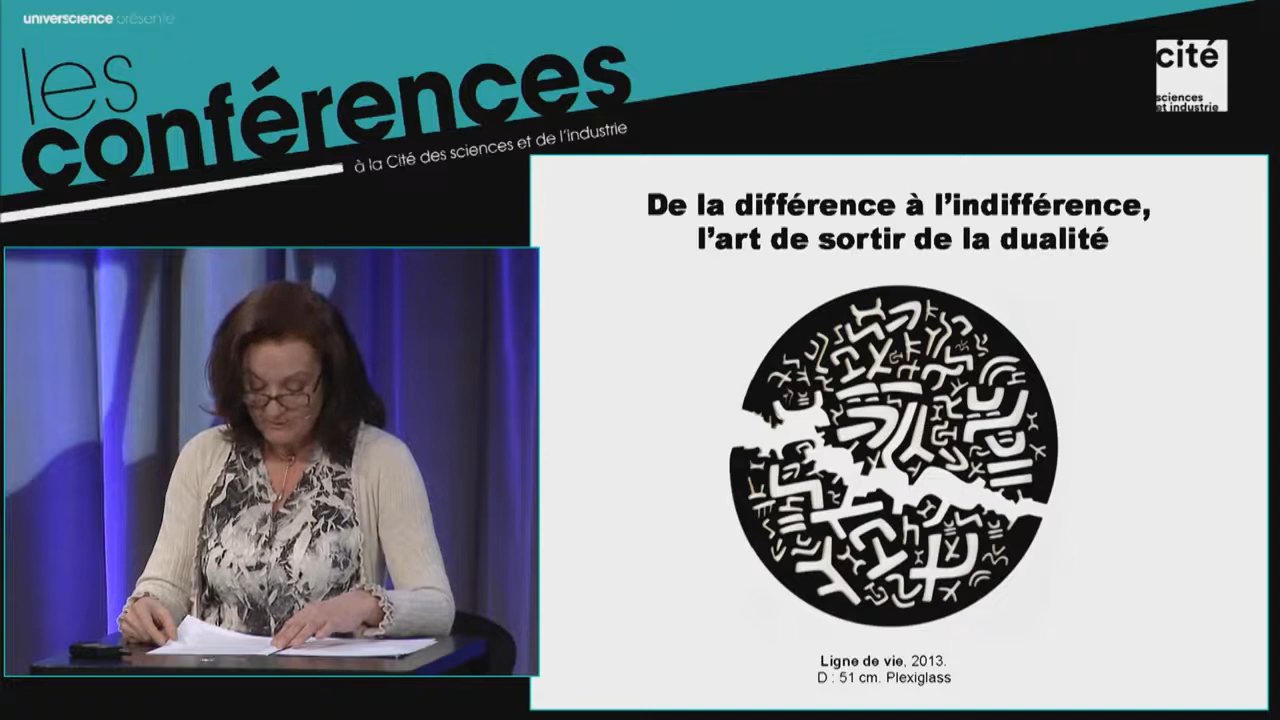 universcience présente
les
conférences
à la Cité des sciences et de l'industrie
cité
sciences
et industrie
De la différence à l'indifférence,
l'art de sortir de la dualité
Ligne de vie, 2013.
D : 51 cm. Plexiglass